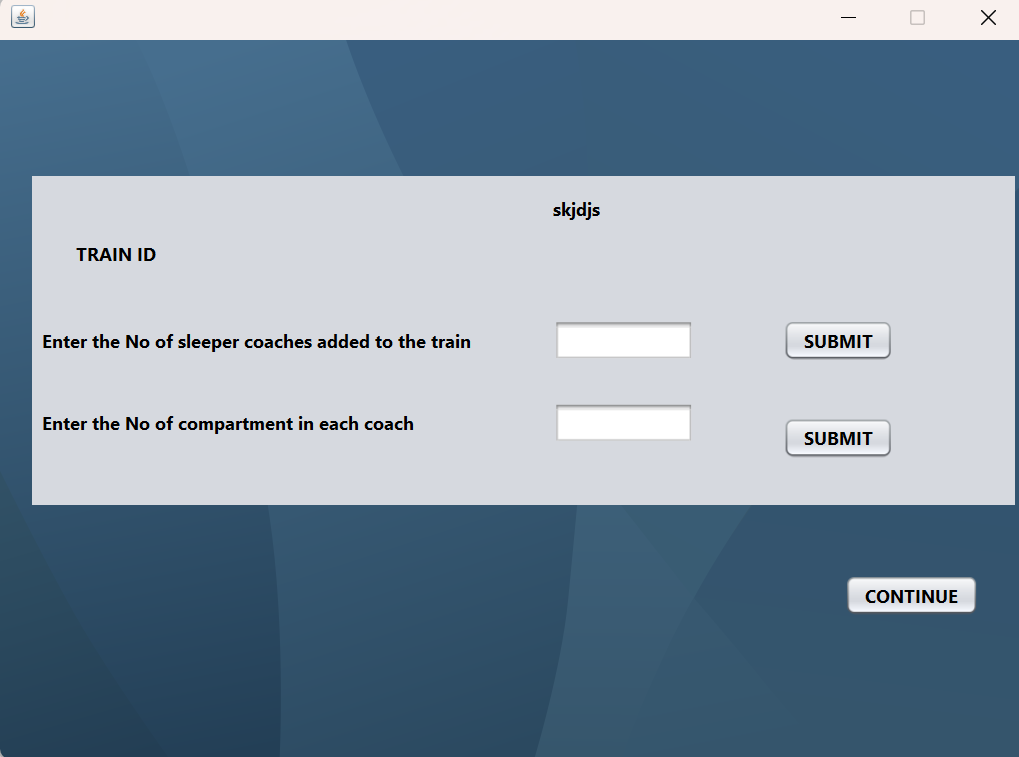 skjdjs
TRAIN ID
Enter the No of sleeper coaches added to the train
SUBMIT
Enter the No of compartment in each coach
SUBMIT
CONTINUE